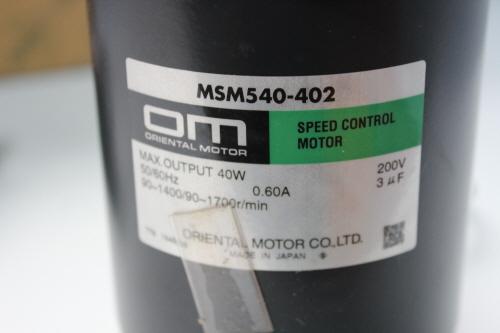 MSM540-402
OM
ORIENTAL MOTOR
SPEED CONTROL
MOTOR
MAX.OUTPUT 40W
50/60Hz 0.60A 200V
90~1400/90~1700r/min 3μF
ORIENTAL MOTOR CO.,LTD.
MADE IN JAPAN